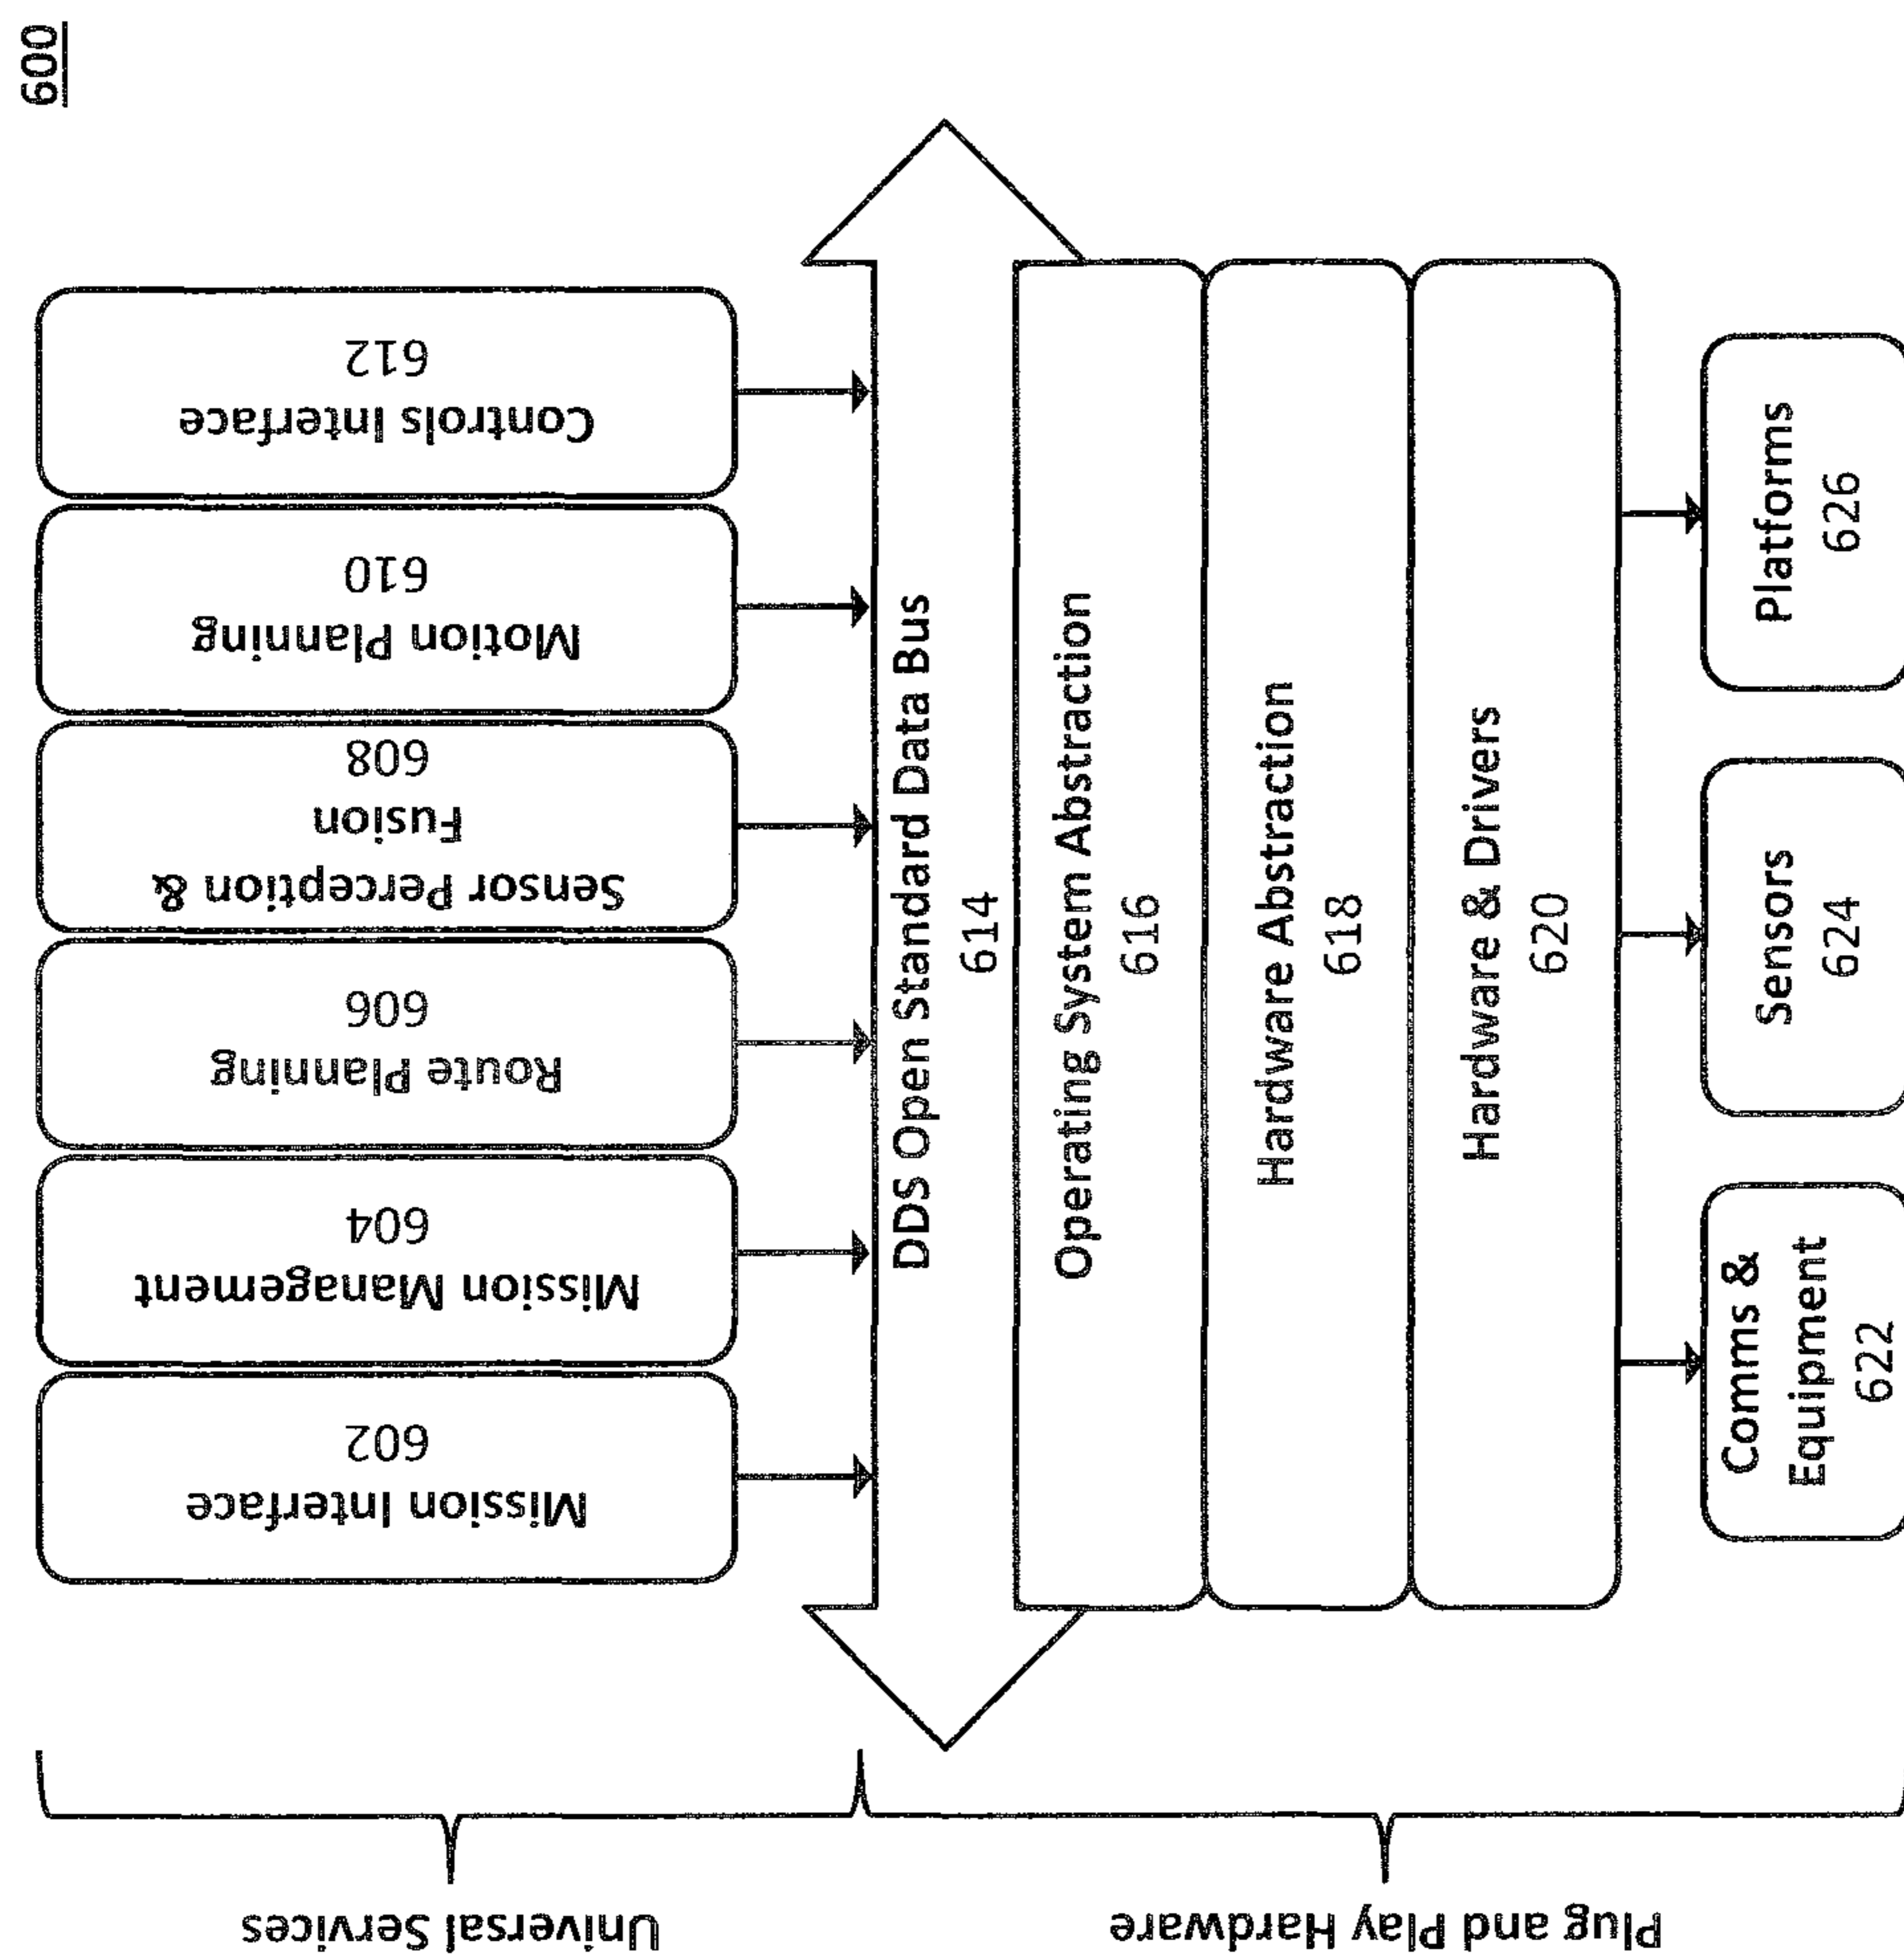 600
Universal Services
Mission Interface
602
Mission Management
604
Route Planning
606
Sensor Perception &
Fusion
608
Motion Planning
610
Controls Interface
612
Plug and Play Hardware
DDS Open Standard Data Bus
614
Operating System Abstraction
616
Hardware Abstraction
618
Hardware & Drivers
620
Comms &
Equipment
622
Sensors
624
Platforms
626